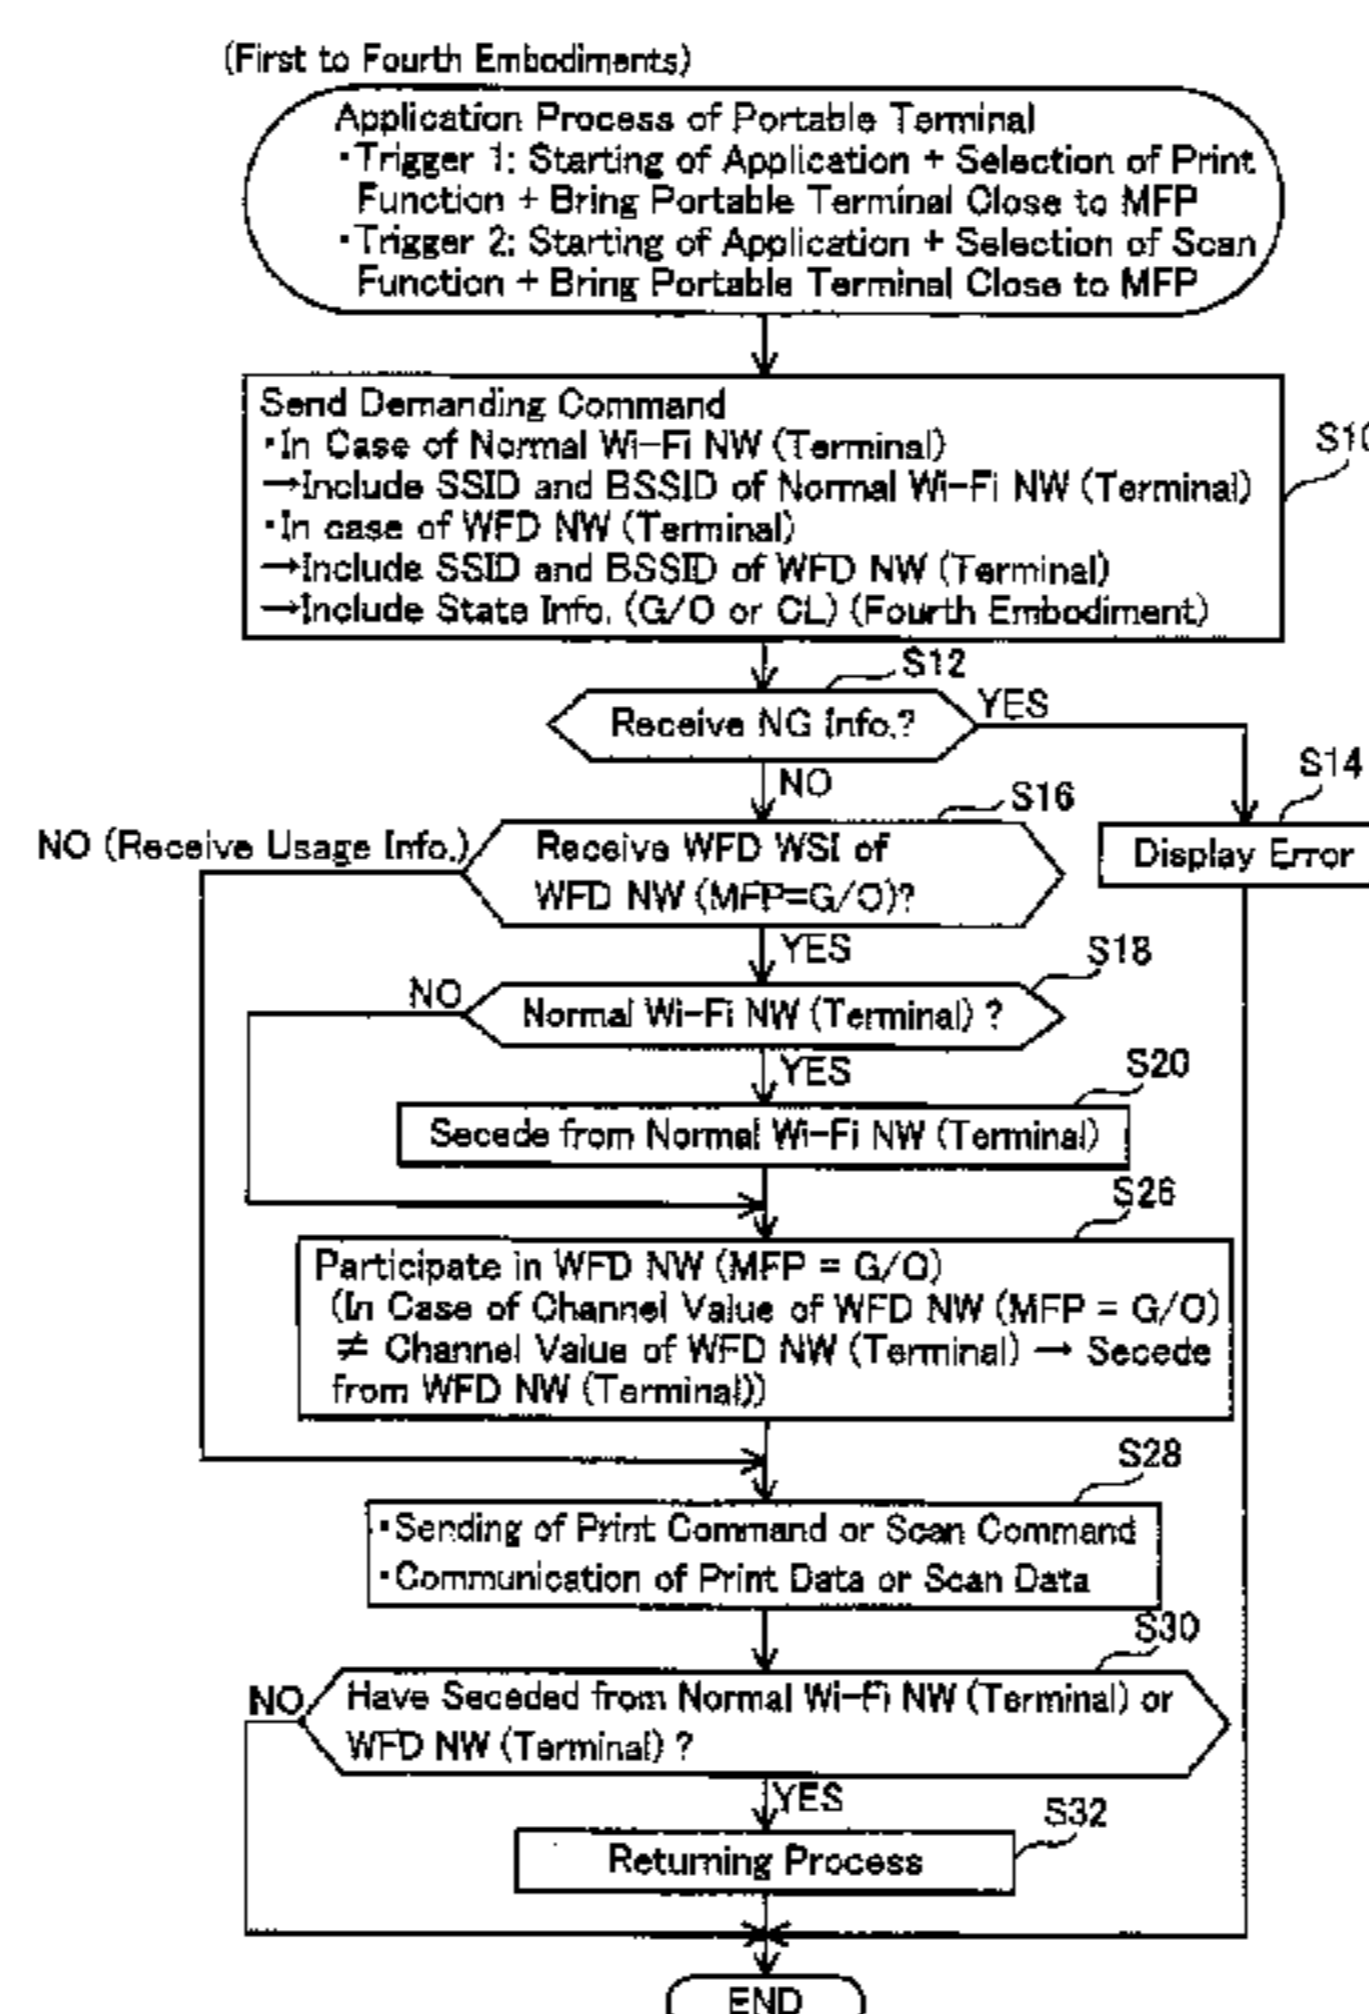 (First to Fourth Embodiments)
Application Process of Portable Terminal
・Trigger 1: Starting of Application + Selection of Print
Function + Bring Portable Terminal Close to MFP
・Trigger 2: Starting of Application + Selection of Scan
Function + Bring Portable Terminal Close to MFP
Send Demanding Command
・In Case of Normal Wi-Fi NW (Terminal)
→Include SSID and BSSID of Normal Wi-Fi NW (Terminal)
・In case of WFD NW (Terminal)
→Include SSID and BSSID of WFD NW (Terminal)
→Include State Info. (G/O or CL) (Fourth Embodiment)
S10
S12
Receive NG Info.?
YES
NO
S14
Display Error
S16
NO (Receive Usage Info.)
Receive WFD WSI of
WFD NW (MFP=G/O)?
YES
S18
NO
Normal Wi-Fi NW (Terminal) ?
YES
S20
Secede from Normal Wi-Fi NW (Terminal)
S26
Participate in WFD NW (MFP = G/O)
(In Case of Channel Value of WFD NW (MFP = G/O)
≠ Channel Value of WFD NW (Terminal) → Secede
from WFD NW (Terminal))
S28
・Sending of Print Command or Scan Command
・Communication of Print Data or Scan Data
S30
NO
Have Seceded from Normal Wi-Fi NW (Terminal) or
WFD NW (Terminal) ?
YES
S32
Returning Process
END